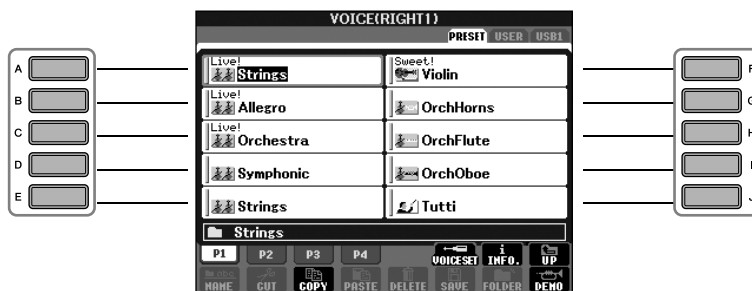 VOICE(RIGHT1)
PRESET USER USB1
A Live! Strings Sweet! Violin F
B Live! Allegro OrchHorns G
C Live! Orchestra OrchFlute H
D Symphonic OrchOboe I
E Strings Tutti J
Strings
P1 P2 P3 P4 VOICESET INFO. UP
NAME CUT COPY PASTE DELETE SAVE FOLDER DEMO